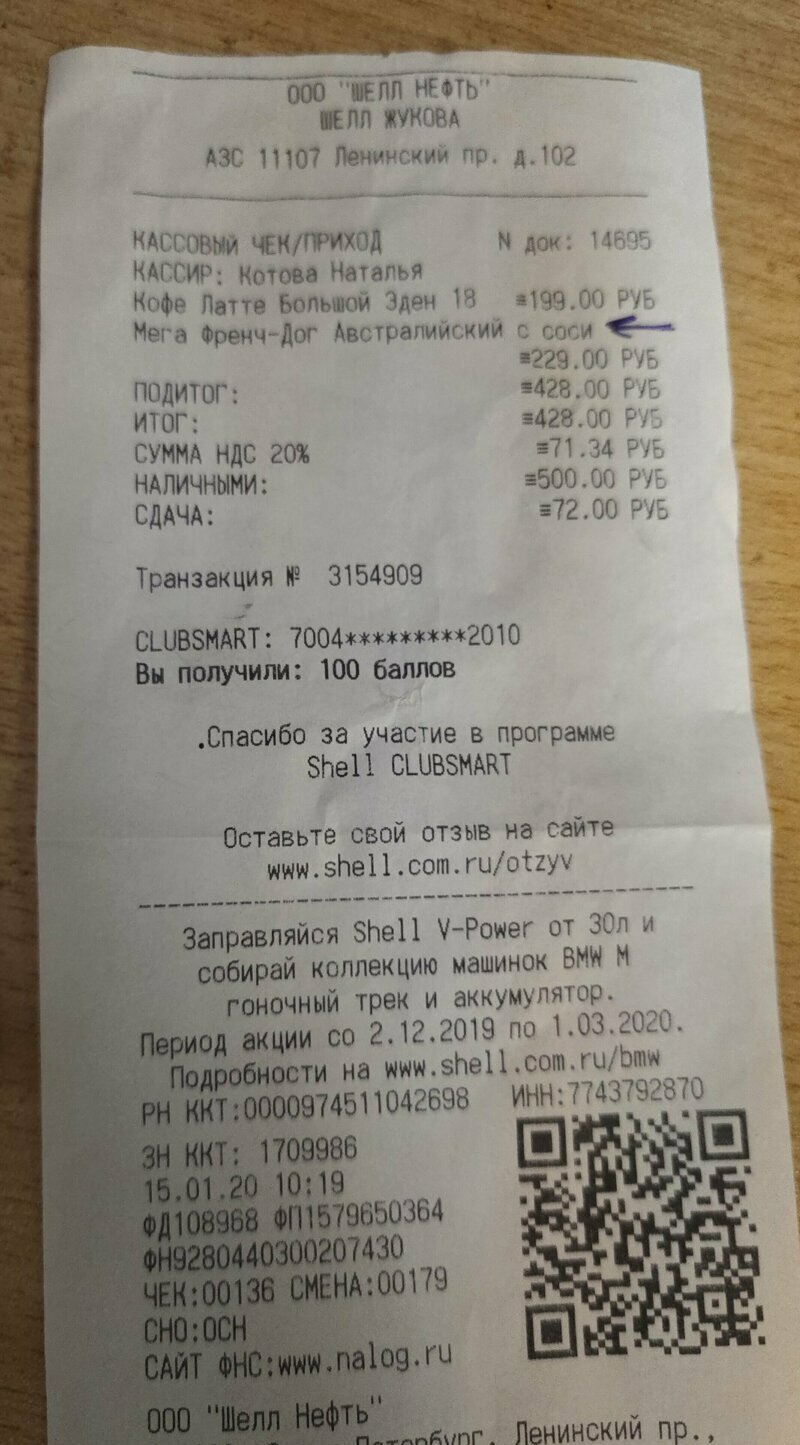 ООО "ШЕЛЛ НЕФТЬ"
ШЕЛЛ ЖУКОВА
АЗС 11107 Ленинский пр. д.102
КАССОВЫЙ ЧЕК/ПРИХОД N док: 14695
КАССИР: Котова Наталья
Кофе Латте Большой Эден 18 ≡199.00 РУБ
Мега Френч-Дог Австралийский с соси
≡229.00 РУБ
ПОДИТОГ: ≡428.00 РУБ
ИТОГ: ≡428.00 РУБ
СУММА НДС 20% ≡71.34 РУБ
НАЛИЧНЫМИ: ≡500.00 РУБ
СДАЧА: ≡72.00 РУБ
Транзакция № 3154909
CLUBSMART: 7004*********2010
Вы получили: 100 баллов
.Спасибо за участие в программе
Shell CLUBSMART
Оставьте свой отзыв на сайте
www.shell.com.ru/otzyv
Заправляйся Shell V-Power от 30л и
собирай коллекцию машинок BMW M
гоночный трек и аккумулятор.
Период акции со 2.12.2019 по 1.03.2020.
Подробности на www.shell.com.ru/bmw
РН ККТ:0000974511042698 ИНН:7743792870
ЗН ККТ: 1709986
15.01.20 10:19
ФД108968 ФП1579650364
ФН9280440300207430
ЧЕК:00136 СМЕНА:00179
СНО:ОСН
САЙТ ФНС:www.nalog.ru
ООО "Шелл Нефть"
Ленинский пр.,